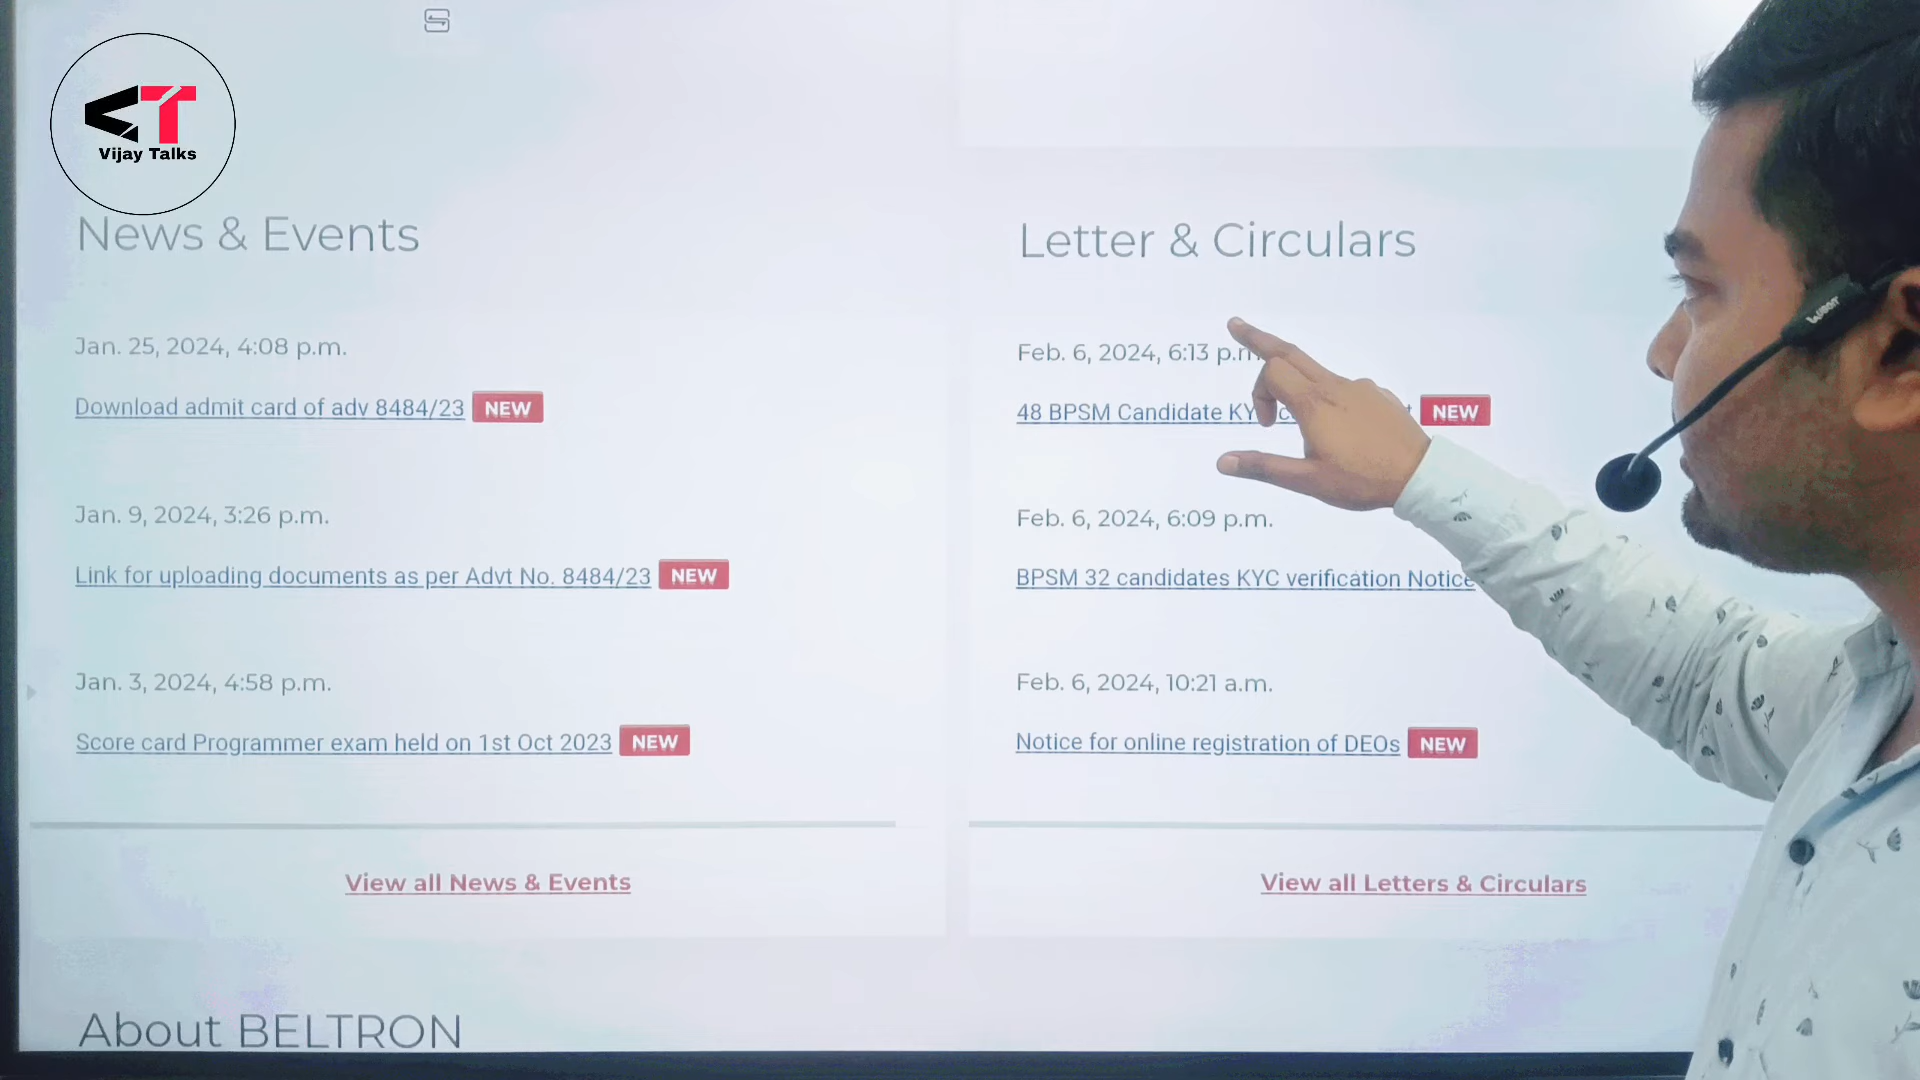 Vijay Talks
News & Events
Jan. 25, 2024, 4:08 p.m.
Download admit card of adv 8484/23 NEW
Jan. 9, 2024, 3:26 p.m.
Link for uploading documents as per Advt No. 8484/23 NEW
Jan. 3, 2024, 4:58 p.m.
Score card Programmer exam held on 1st Oct 2023 NEW
View all News & Events
Letter & Circulars
Feb. 6, 2024, 6:13 p.m.
48 BPSM Candidate NEW
Feb. 6, 2024, 6:09 p.m.
BPSM 32 candidates KYC verification Notice
Feb. 6, 2024, 10:21 a.m.
Notice for online registration of DEOs NEW
View all Letters & Circulars
About BELTRON